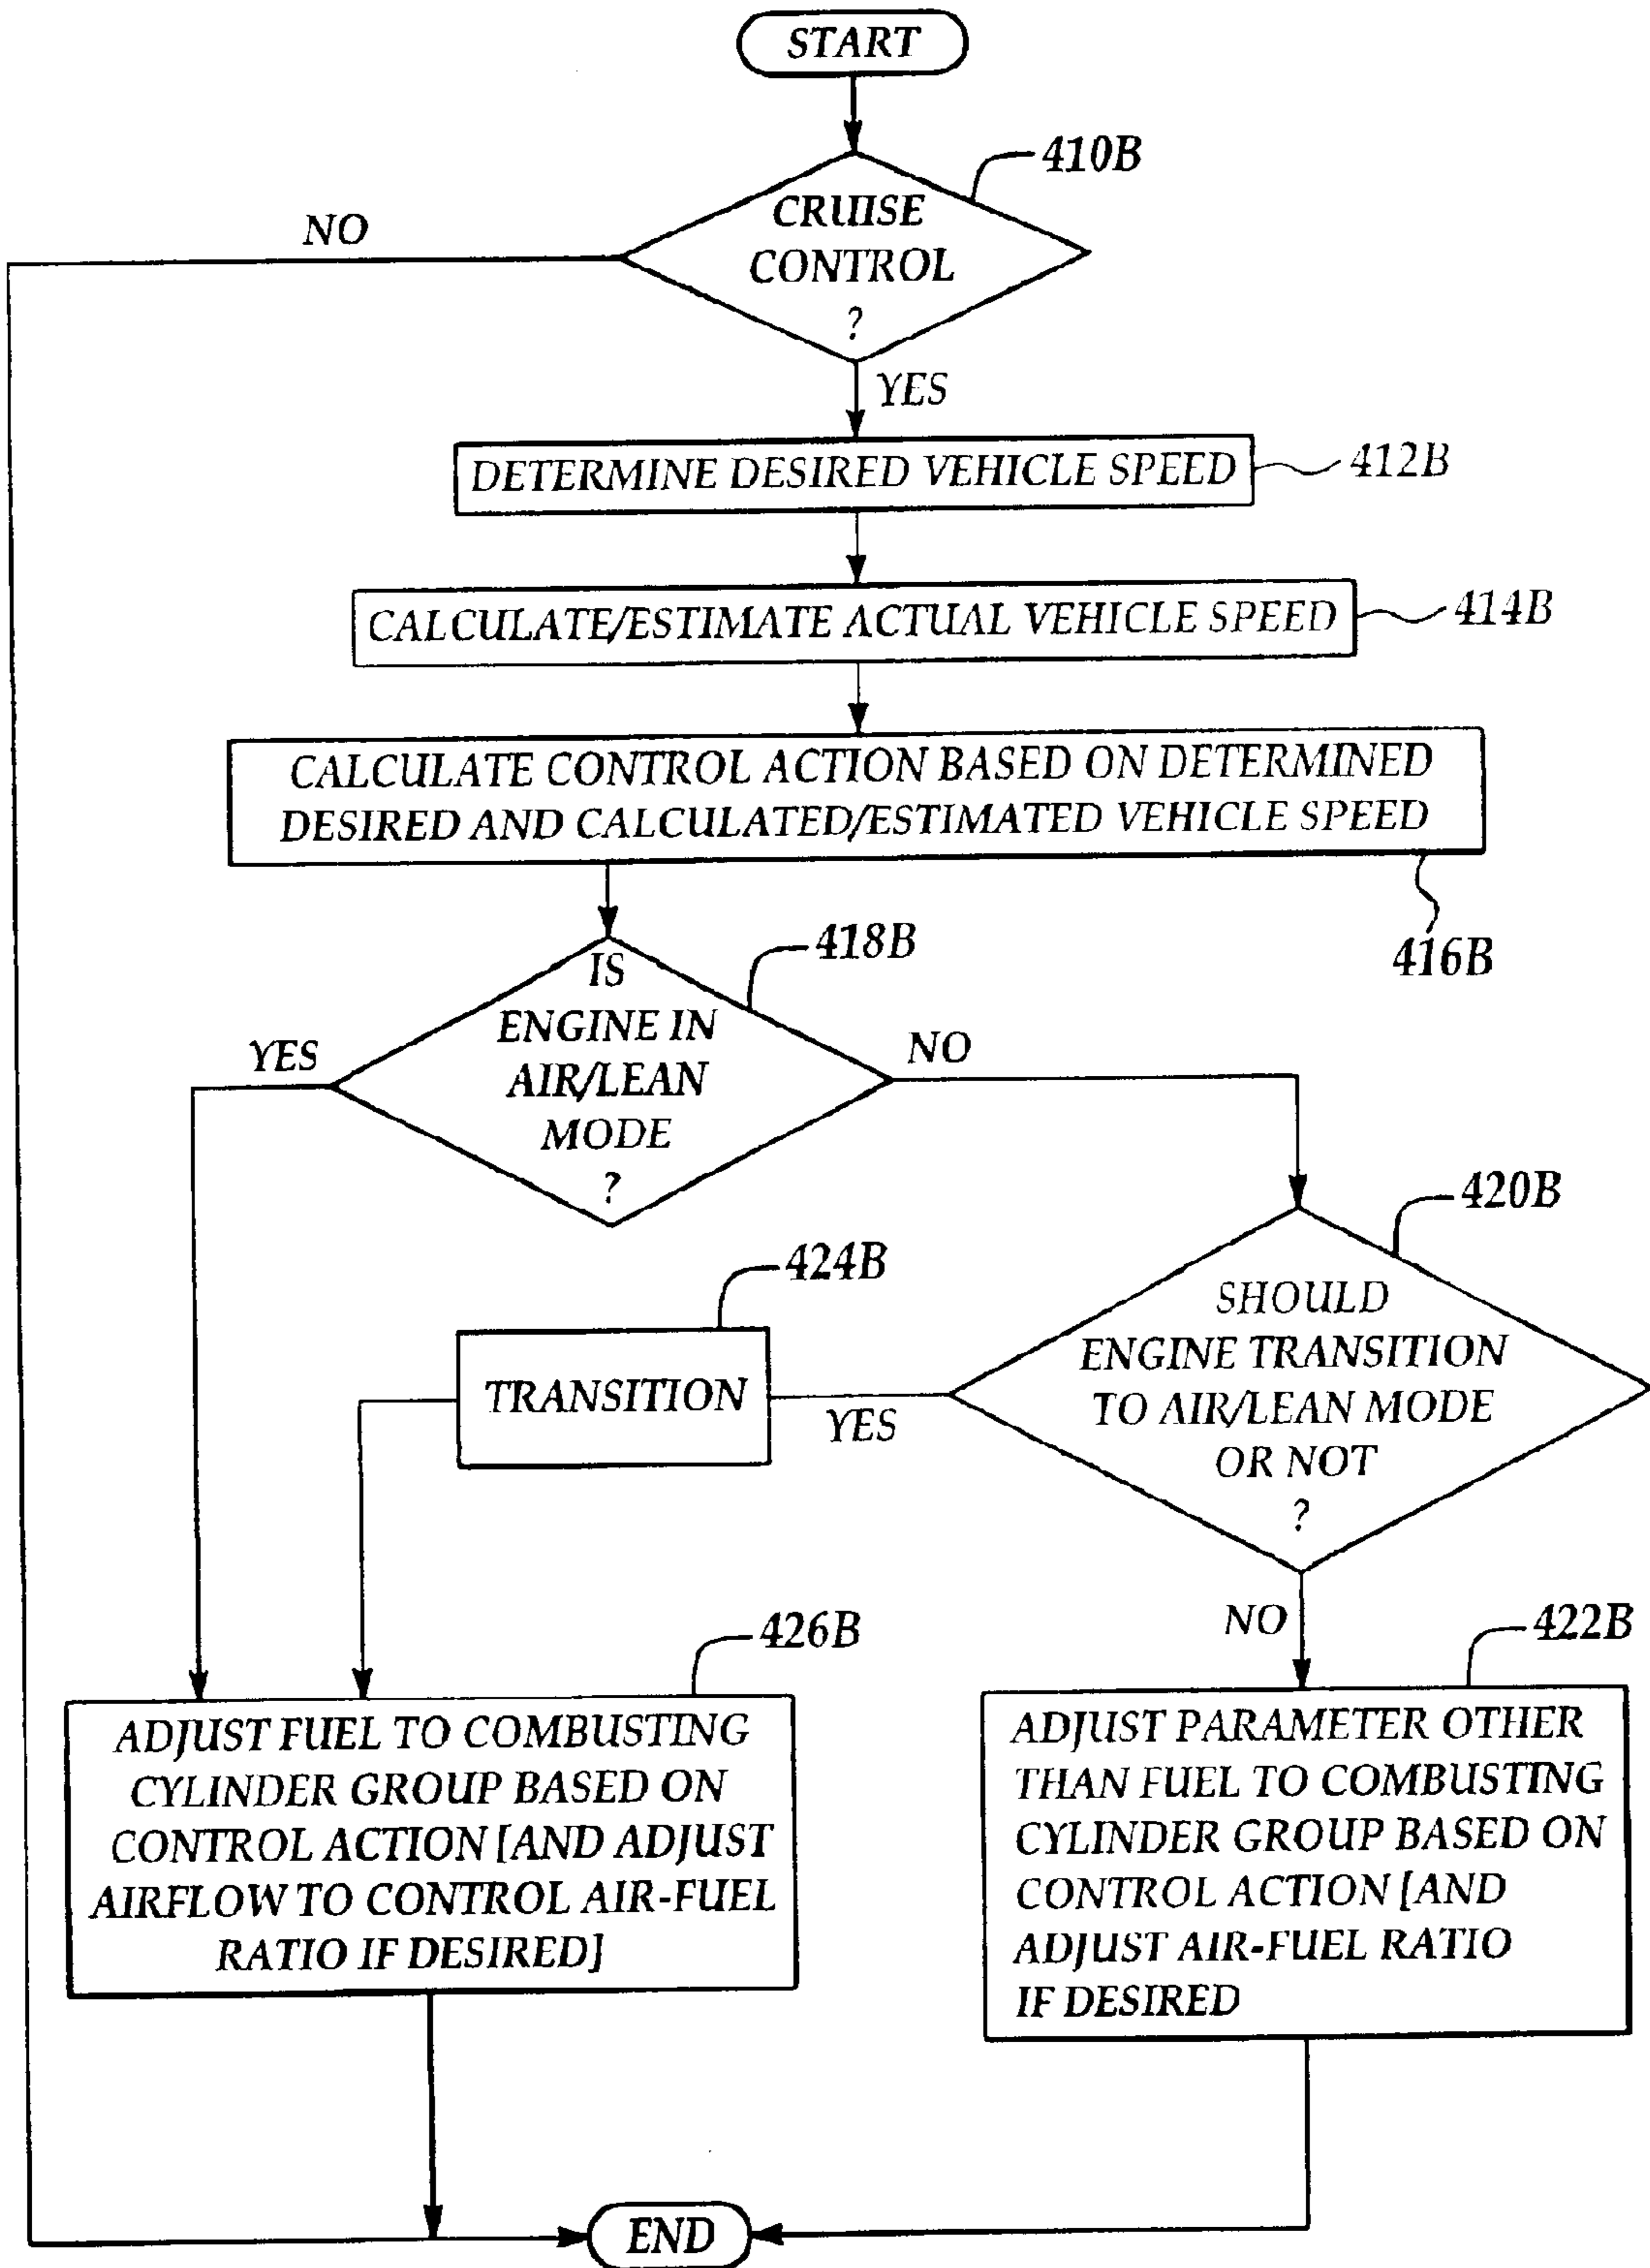 START
410B
CRUISE
CONTROL
?
NO
YES
DETERMINE DESIRED VEHICLE SPEED
412B
CALCULATE/ESTIMATE ACTUAL VEHICLE SPEED
414B
CALCULATE CONTROL ACTION BASED ON DETERMINED
DESIRED AND CALCULATED/ESTIMATED VEHICLE SPEED
416B
418B
IS
ENGINE IN
AIR/LEAN
MODE
?
YES
NO
420B
SHOULD
ENGINE TRANSITION
TO AIR/LEAN MODE
OR NOT
?
424B
TRANSITION
YES
NO
426B
ADJUST FUEL TO COMBUSTING
CYLINDER GROUP BASED ON
CONTROL ACTION [AND ADJUST
AIRFLOW TO CONTROL AIR-FUEL
RATIO IF DESIRED]
422B
ADJUST PARAMETER OTHER
THAN FUEL TO COMBUSTING
CYLINDER GROUP BASED ON
CONTROL ACTION [AND
ADJUST AIR-FUEL RATIO
IF DESIRED
END